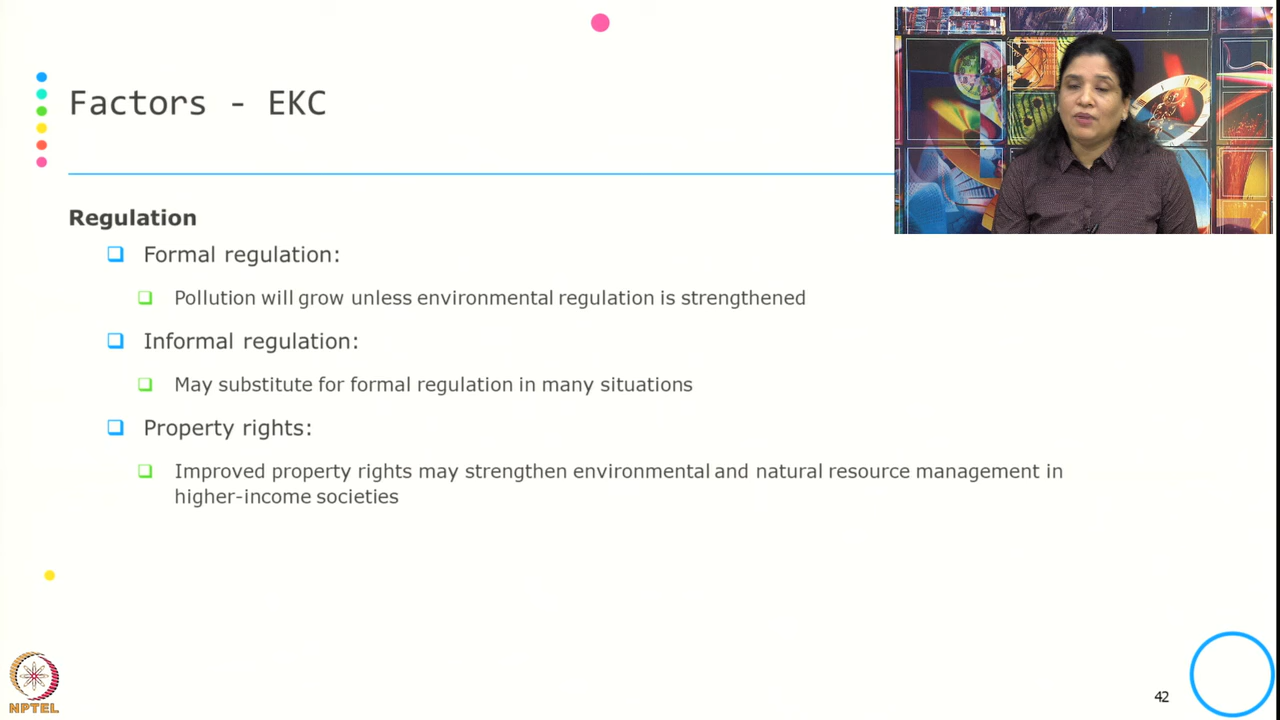 Factors - EKC
Regulation
Formal regulation:
Pollution will grow unless environmental regulation is strengthened
Informal regulation:
May substitute for formal regulation in many situations
Property rights:
Improved property rights may strengthen environmental and natural resource management in
higher-income societies
NPTEL
42